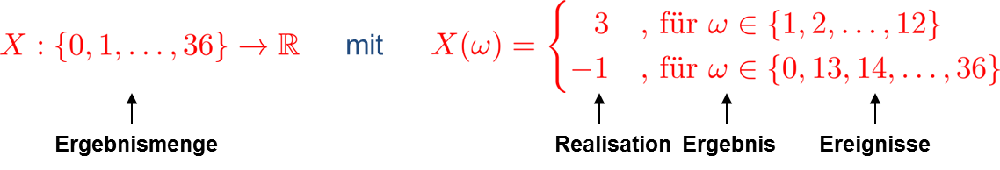 X : {0, 1, . . . , 36} → ℝ mit X(ω) = { 3 , für ω ∈ {1, 2, . . . , 12}
−1 , für ω ∈ {0, 13, 14, . . . , 36}
Ergebnismenge Realisation Ergebnis Ereignisse